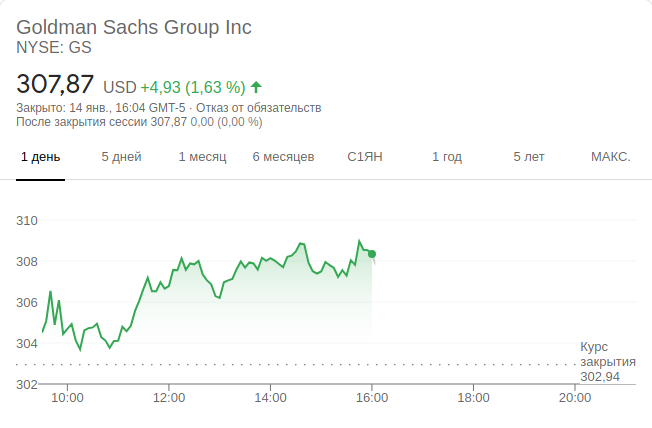 Goldman Sachs Group Inc
NYSE: GS
307,87 USD +4,93 (1,63 %)
Закрыто: 14 янв., 16:04 GMT-5 · Отказ от обязательств
После закрытия сессии 307,87 0,00 (0,00 %)
1 день 5 дней 1 месяц 6 месяцев С1ЯН 1 год 5 лет МАКС.
310
308
306
304
302
Курс
закрытия
302,94
10:00 12:00 14:00 16:00 18:00 20:00